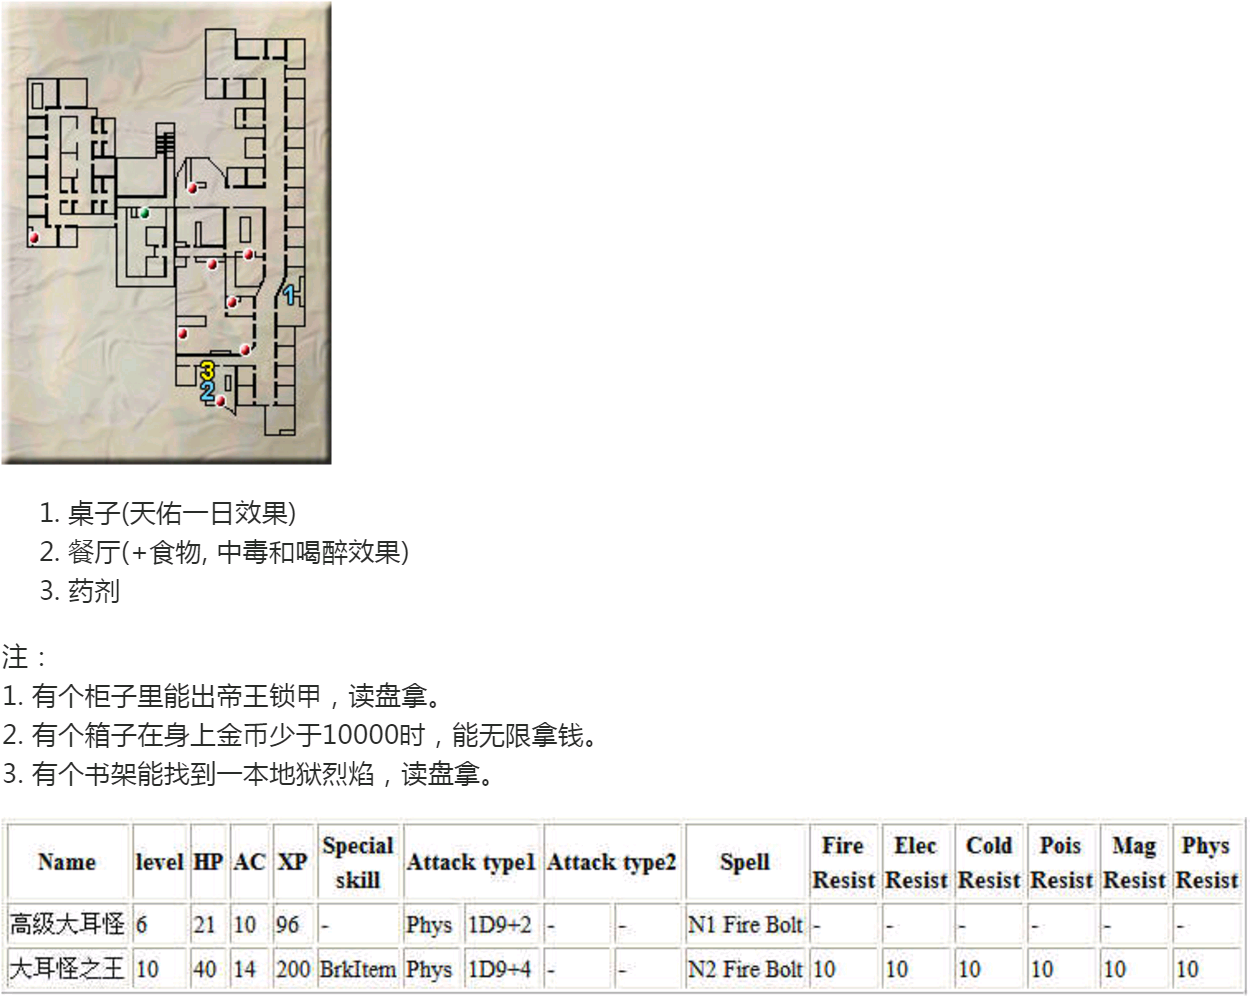 1
3
2
1. 桌子(天佑一日效果)
2. 餐厅(+食物, 中毒和喝醉效果)
3. 药剂
注：
1. 有个柜子里能出帝王锁甲，读盘拿。
2. 有个箱子在身上金币少于10000时，能无限拿钱。
3. 有个书架能找到一本地狱烈焰，读盘拿。
Name level HP AC XP Special skill Attack type1 Attack type2 Spell Fire Resist Elec Resist Cold Resist Pois Resist Mag Resist Phys Resist
高级大耳怪 6 21 10 96 - Phys 1D9+2 - - N1 Fire Bolt - - - - - -
大耳怪之王 10 40 14 200 BrkItem Phys 1D9+4 - - N2 Fire Bolt 10 10 10 10 10 10